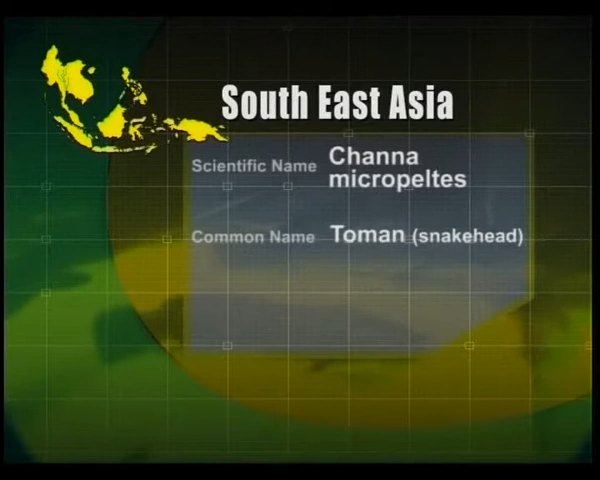 South East Asia
Scientific Name Channa
micropeltes
Common Name Toman (snakehead)